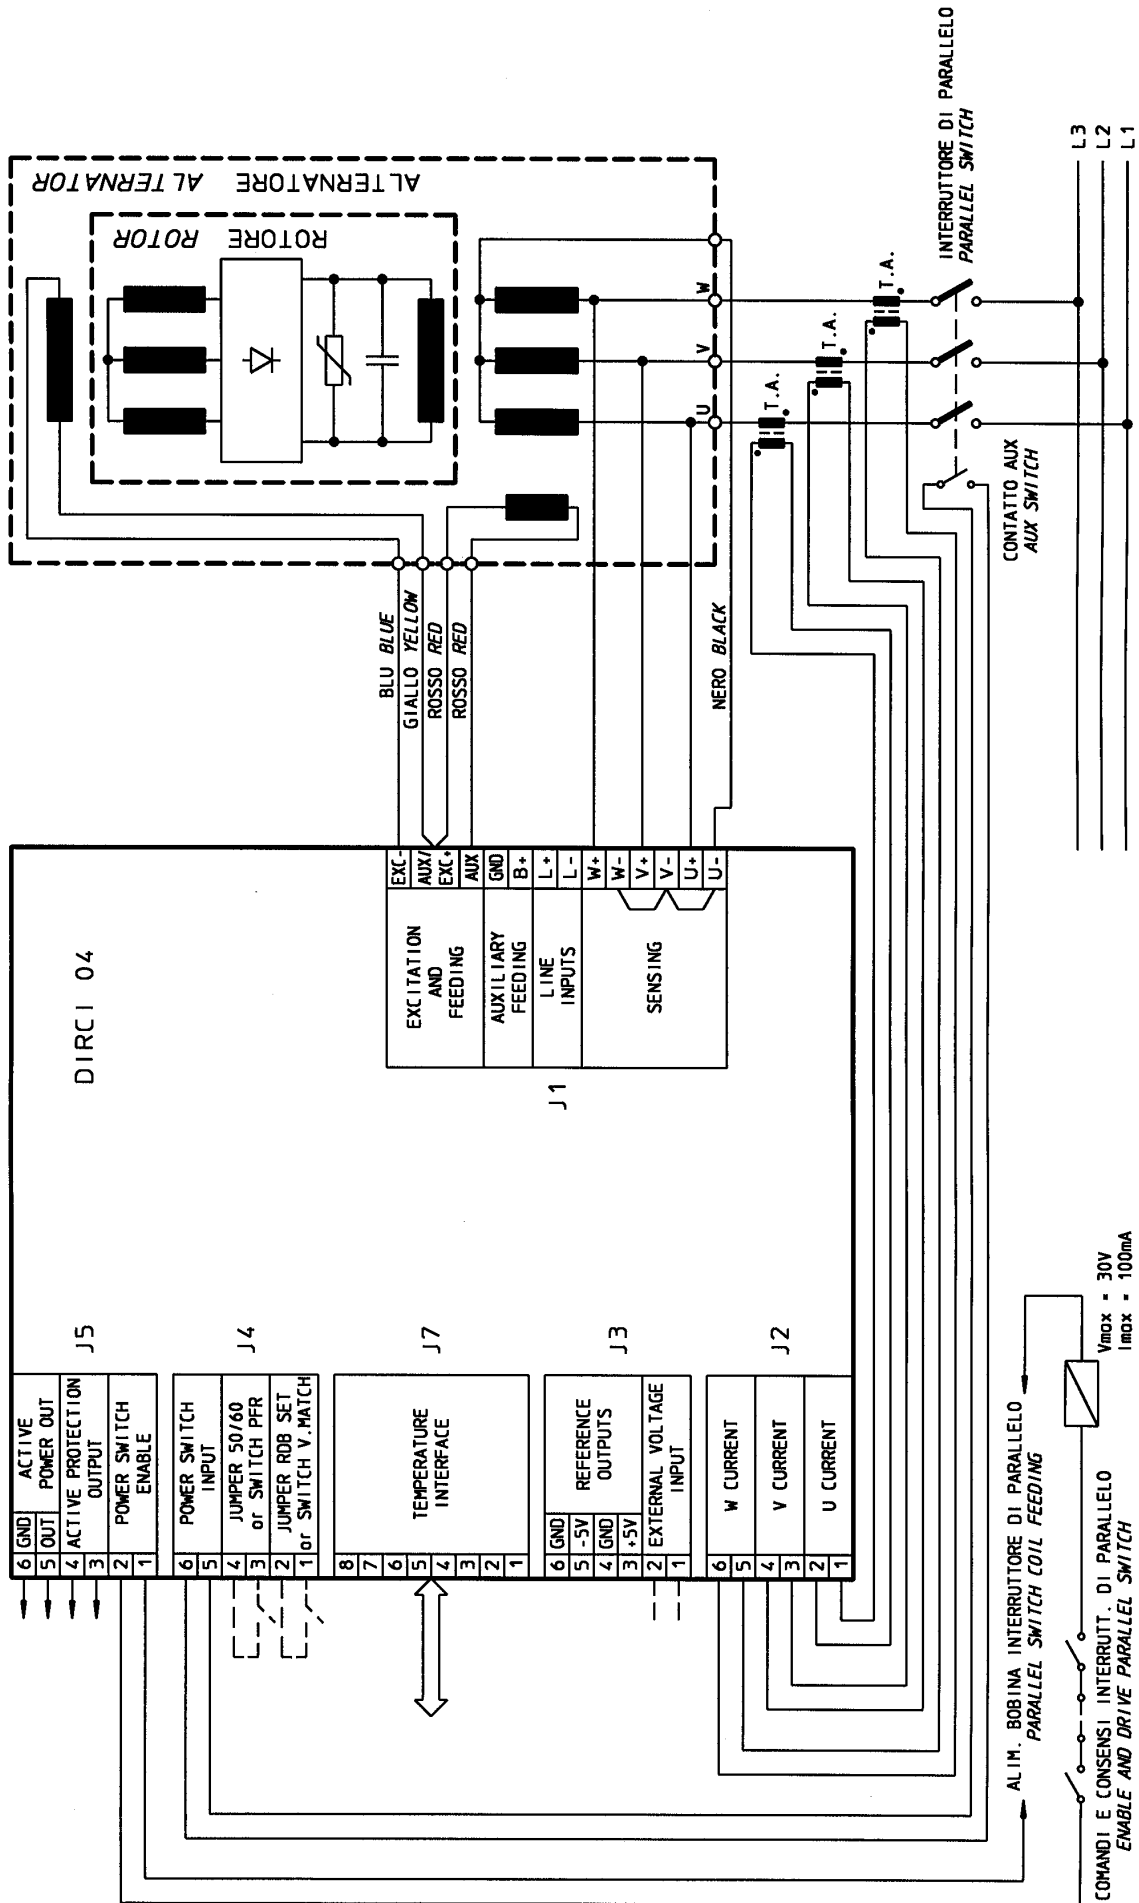 DIRCI 04
J5
6 GND
5 OUT
ACTIVE
POWER OUT
4
3
ACTIVE PROTECTION
OUTPUT
2
1
POWER SWITCH
ENABLE
J4
6
5
POWER SWITCH
INPUT
4
3
JUMPER 50/60
or SWITCH PFR
2
1
JUMPER RDB SET
or SWITCH V.MATCH
J7
8
7
6
5
4
3
2
1
TEMPERATURE
INTERFACE
J3
6 GND
5 -5V
4 GND
3 +5V
REFERENCE
OUTPUTS
2
1
EXTERNAL VOLTAGE
INPUT
J2
6
5
W CURRENT
4
3
V CURRENT
2
1
U CURRENT
J1
EXCITATION
AND
FEEDING
EXC-
AUX/
EXC+
AUX
AUXILIARY
FEEDING
GND
B+
LINE
INPUTS
L+
L-
SENSING
W+
W-
V+
V-
U+
U-
BLU BLUE
GIALLO YELLOW
ROSSO RED
ROSSO RED
NERO BLACK
ALTERNATORE ALTERNATOR
ROTORE ROTOR
W
V
U
T.A.
T.A.
T.A.
INTERRUTTORE DI PARALLELO
PARALLEL SWITCH
CONTATTO AUX
AUX SWITCH
L3
L2
L1
ALIM. BOBINA INTERRUTTORE DI PARALLELO
PARALLEL SWITCH COIL FEEDING
Vmax = 30V
Imax = 100mA
COMANDI E CONSENSI INTERRUTT. DI PARALLELO
ENABLE AND DRIVE PARALLEL SWITCH